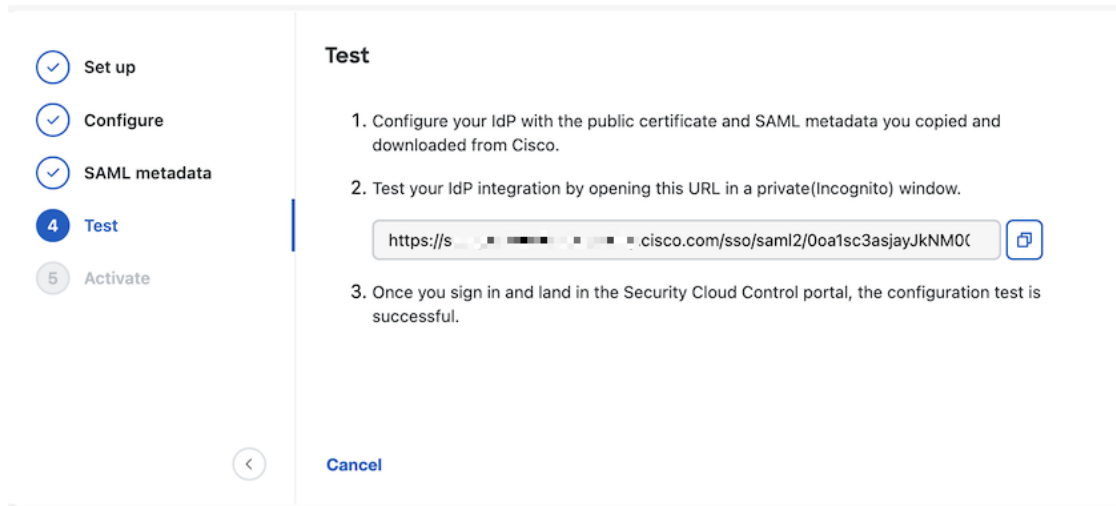 Set up
Configure
SAML metadata
4 Test
5 Activate
Test
1. Configure your IdP with the public certificate and SAML metadata you copied and
downloaded from Cisco.
2. Test your IdP integration by opening this URL in a private(Incognito) window.
https://s .cisco.com/sso/saml2/0oa1sc3asjayJkNM0
3. Once you sign in and land in the Security Cloud Control portal, the configuration test is
successful.
Cancel